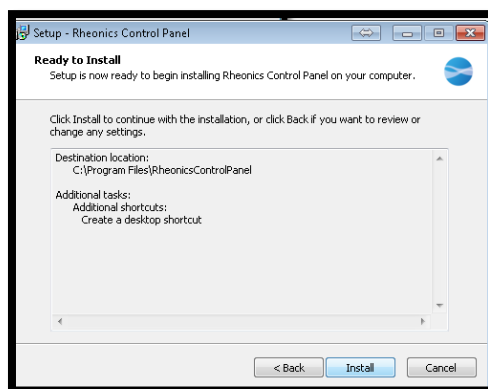 Setup - Rheonics Control Panel
Ready to Install
Setup is now ready to begin installing Rheonics Control Panel on your computer.
Click Install to continue with the installation, or click Back if you want to review or
change any settings.
Destination location:
C:\Program Files\RheonicsControlPanel
Additional tasks:
Additional shortcuts:
Create a desktop shortcut
< Back
Install
Cancel